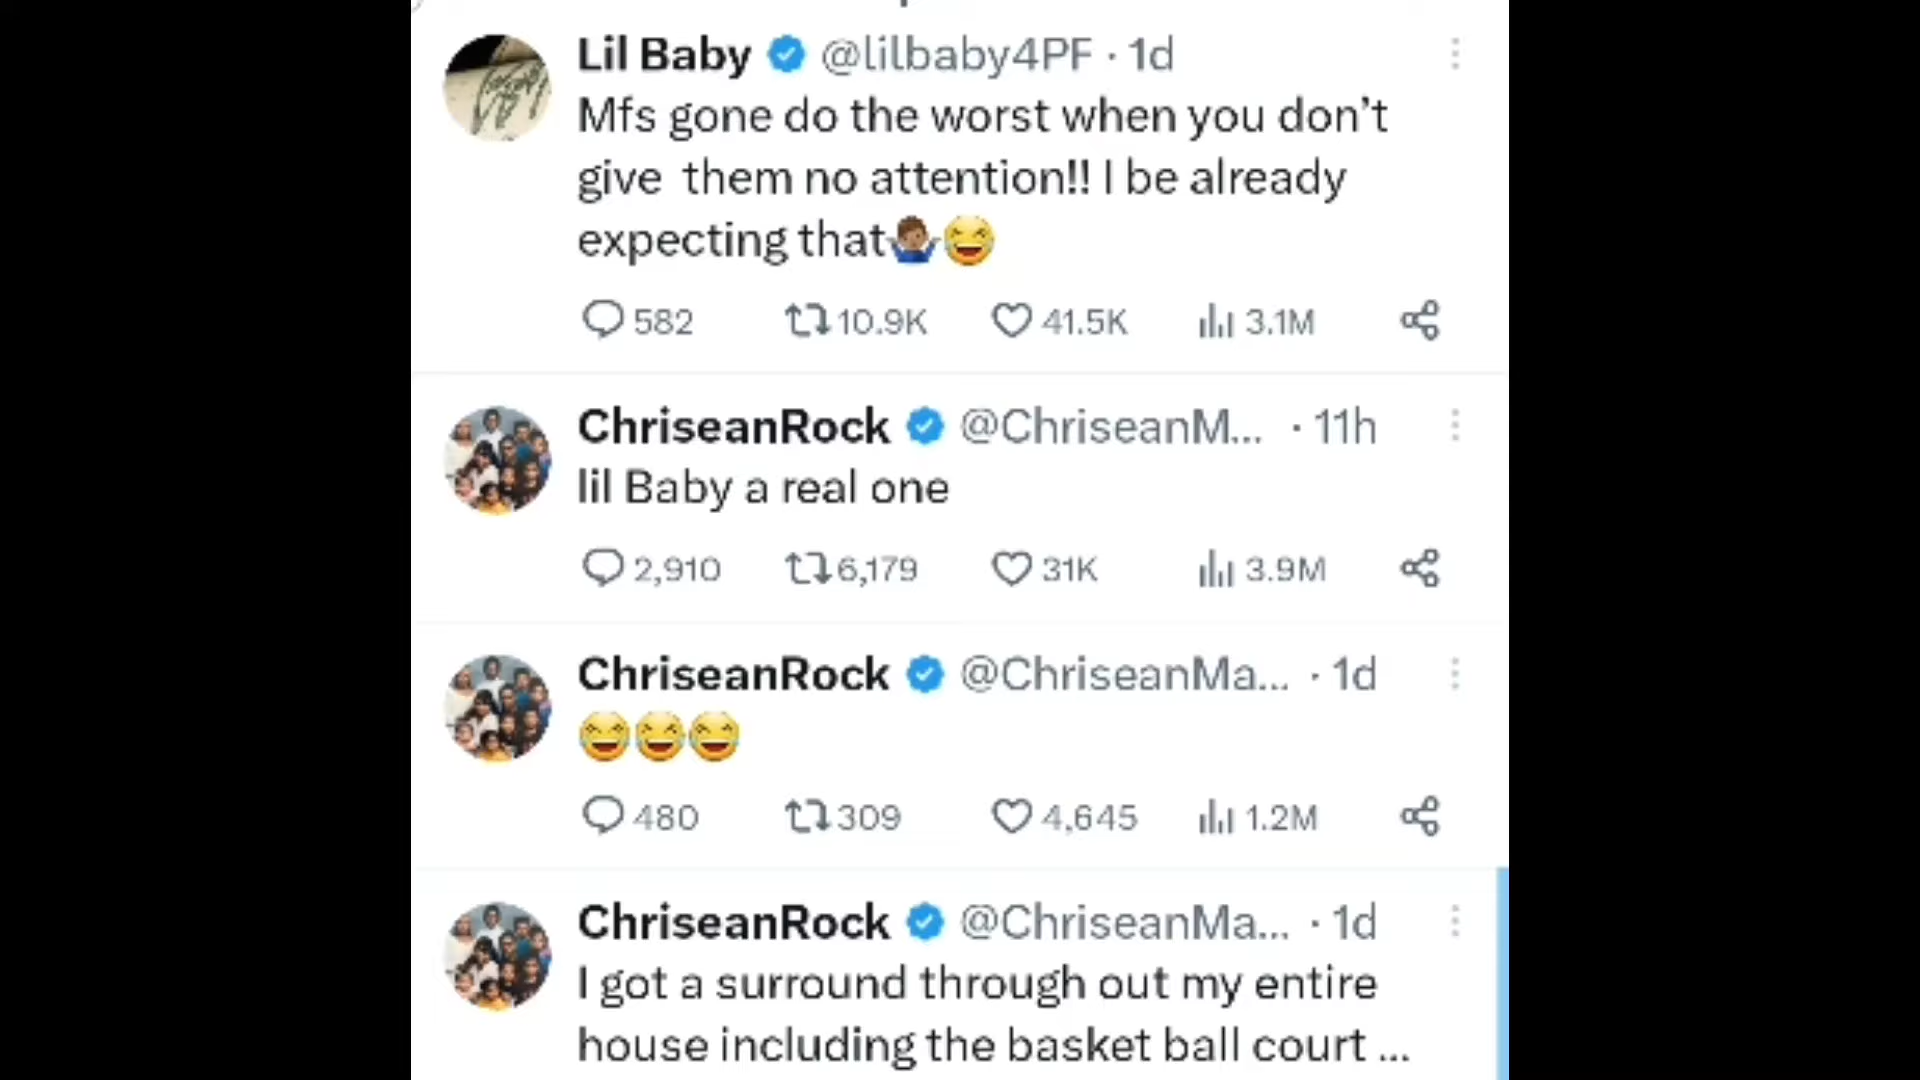 Lil Baby @lilbaby4PF · 1d
Mfs gone do the worst when you don’t
give them no attention!! I be already
expecting that🤷🏽‍♂️😆
582 10.9K 41.5K 3.1M
ChriseanRock @ChriseanM... · 11h
lil Baby a real one
2,910 6,179 31K 3.9M
ChriseanRock @ChriseanMa... · 1d
😂😂😂
480 309 4,645 1.2M
ChriseanRock @ChriseanMa... · 1d
I got a surround through out my entire
house including the basket ball court ...